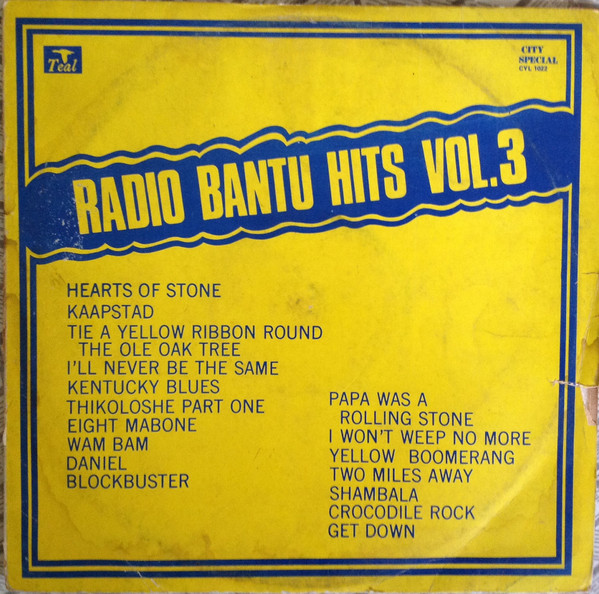 Teal
CITY
SPECIAL
CYL 1022
RADIO BANTU HITS VOL.3
HEARTS OF STONE
KAAPSTAD
TIE A YELLOW RIBBON ROUND
THE OLE OAK TREE
I'LL NEVER BE THE SAME
KENTUCKY BLUES
THIKOLOSHE PART ONE
EIGHT MABONE
WAM BAM
DANIEL
BLOCKBUSTER
PAPA WAS A
ROLLING STONE
I WON'T WEEP NO MORE
YELLOW BOOMERANG
TWO MILES AWAY
SHAMBALA
CROCODILE ROCK
GET DOWN